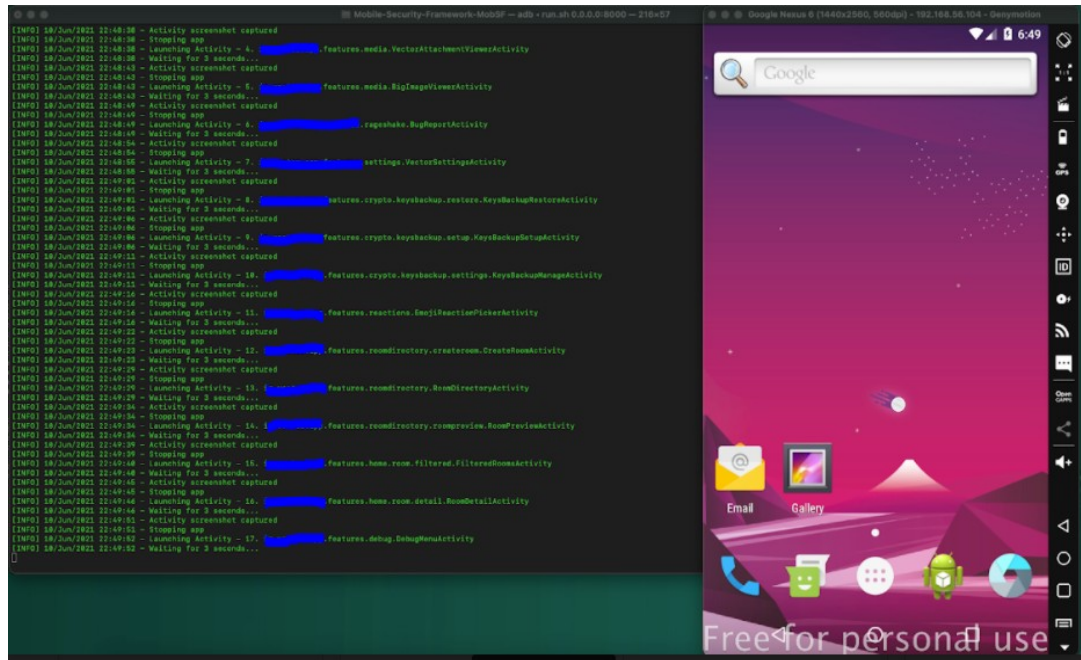 Mobile-Security-Framework-MobSF — adb • run.sh 0.0.0.0:8000 — 216×57
[INFO] 10/Jun/2021 22:48:38 - Activity screenshot captured
[INFO] 10/Jun/2021 22:48:38 - Stopping app
[INFO] 10/Jun/2021 22:48:38 - Launching Activity - 4. .features.media.VectorAttachmentViewerActivity
[INFO] 10/Jun/2021 22:48:38 - Waiting for 3 seconds...
[INFO] 10/Jun/2021 22:48:43 - Activity screenshot captured
[INFO] 10/Jun/2021 22:48:43 - Stopping app
[INFO] 10/Jun/2021 22:48:43 - Launching Activity - 5. features.media.BigImageViewerActivity
[INFO] 10/Jun/2021 22:48:43 - Waiting for 3 seconds...
[INFO] 10/Jun/2021 22:48:49 - Activity screenshot captured
[INFO] 10/Jun/2021 22:48:49 - Stopping app
[INFO] 10/Jun/2021 22:48:49 - Launching Activity - 6. .rageshake.BugReportActivity
[INFO] 10/Jun/2021 22:48:49 - Waiting for 3 seconds...
[INFO] 10/Jun/2021 22:48:54 - Activity screenshot captured
[INFO] 10/Jun/2021 22:48:54 - Stopping app
[INFO] 10/Jun/2021 22:48:55 - Launching Activity - 7. settings.VectorSettingsActivity
[INFO] 10/Jun/2021 22:48:55 - Waiting for 3 seconds...
[INFO] 10/Jun/2021 22:49:01 - Activity screenshot captured
[INFO] 10/Jun/2021 22:49:01 - Stopping app
[INFO] 10/Jun/2021 22:49:01 - Launching Activity - 8. eatures.crypto.keysbackup.restore.KeysBackupRestoreActivity
[INFO] 10/Jun/2021 22:49:01 - Waiting for 3 seconds...
[INFO] 10/Jun/2021 22:49:06 - Activity screenshot captured
[INFO] 10/Jun/2021 22:49:06 - Stopping app
[INFO] 10/Jun/2021 22:49:06 - Launching Activity - 9. features.crypto.keysbackup.setup.KeysBackupSetupActivity
[INFO] 10/Jun/2021 22:49:06 - Waiting for 3 seconds...
[INFO] 10/Jun/2021 22:49:11 - Activity screenshot captured
[INFO] 10/Jun/2021 22:49:11 - Stopping app
[INFO] 10/Jun/2021 22:49:11 - Launching Activity - 10. .features.crypto.keysbackup.settings.KeysBackupManageActivity
[INFO] 10/Jun/2021 22:49:11 - Waiting for 3 seconds...
[INFO] 10/Jun/2021 22:49:16 - Activity screenshot captured
[INFO] 10/Jun/2021 22:49:16 - Stopping app
[INFO] 10/Jun/2021 22:49:16 - Launching Activity - 11. .features.reactions.EmojiReactionPickerActivity
[INFO] 10/Jun/2021 22:49:16 - Waiting for 3 seconds...
[INFO] 10/Jun/2021 22:49:22 - Activity screenshot captured
[INFO] 10/Jun/2021 22:49:22 - Stopping app
[INFO] 10/Jun/2021 22:49:23 - Launching Activity - 12. .features.roomdirectory.createroom.CreateRoomActivity
[INFO] 10/Jun/2021 22:49:23 - Waiting for 3 seconds...
[INFO] 10/Jun/2021 22:49:29 - Activity screenshot captured
[INFO] 10/Jun/2021 22:49:29 - Stopping app
[INFO] 10/Jun/2021 22:49:29 - Launching Activity - 13. .features.roomdirectory.RoomDirectoryActivity
[INFO] 10/Jun/2021 22:49:29 - Waiting for 3 seconds...
[INFO] 10/Jun/2021 22:49:34 - Activity screenshot captured
[INFO] 10/Jun/2021 22:49:34 - Stopping app
[INFO] 10/Jun/2021 22:49:34 - Launching Activity - 14. .features.roomdirectory.roompreview.RoomPreviewActivity
[INFO] 10/Jun/2021 22:49:34 - Waiting for 3 seconds...
[INFO] 10/Jun/2021 22:49:39 - Activity screenshot captured
[INFO] 10/Jun/2021 22:49:39 - Stopping app
[INFO] 10/Jun/2021 22:49:40 - Launching Activity - 15. .features.home.room.filtered.FilteredRoomsActivity
[INFO] 10/Jun/2021 22:49:40 - Waiting for 3 seconds...
[INFO] 10/Jun/2021 22:49:45 - Activity screenshot captured
[INFO] 10/Jun/2021 22:49:45 - Stopping app
[INFO] 10/Jun/2021 22:49:46 - Launching Activity - 16. .features.home.room.detail.RoomDetailActivity
[INFO] 10/Jun/2021 22:49:46 - Waiting for 3 seconds...
[INFO] 10/Jun/2021 22:49:51 - Activity screenshot captured
[INFO] 10/Jun/2021 22:49:51 - Stopping app
[INFO] 10/Jun/2021 22:49:52 - Launching Activity - 17. .features.debug.DebugMenuActivity
[INFO] 10/Jun/2021 22:49:52 - Waiting for 3 seconds...
Google Nexus 6 (1440x2560, 560dpi) - 192.168.56.104 - Genymotion
6:49
Google
Email
Gallery
Free for personal use
1:1
GPS
ID
Open
GAPPS